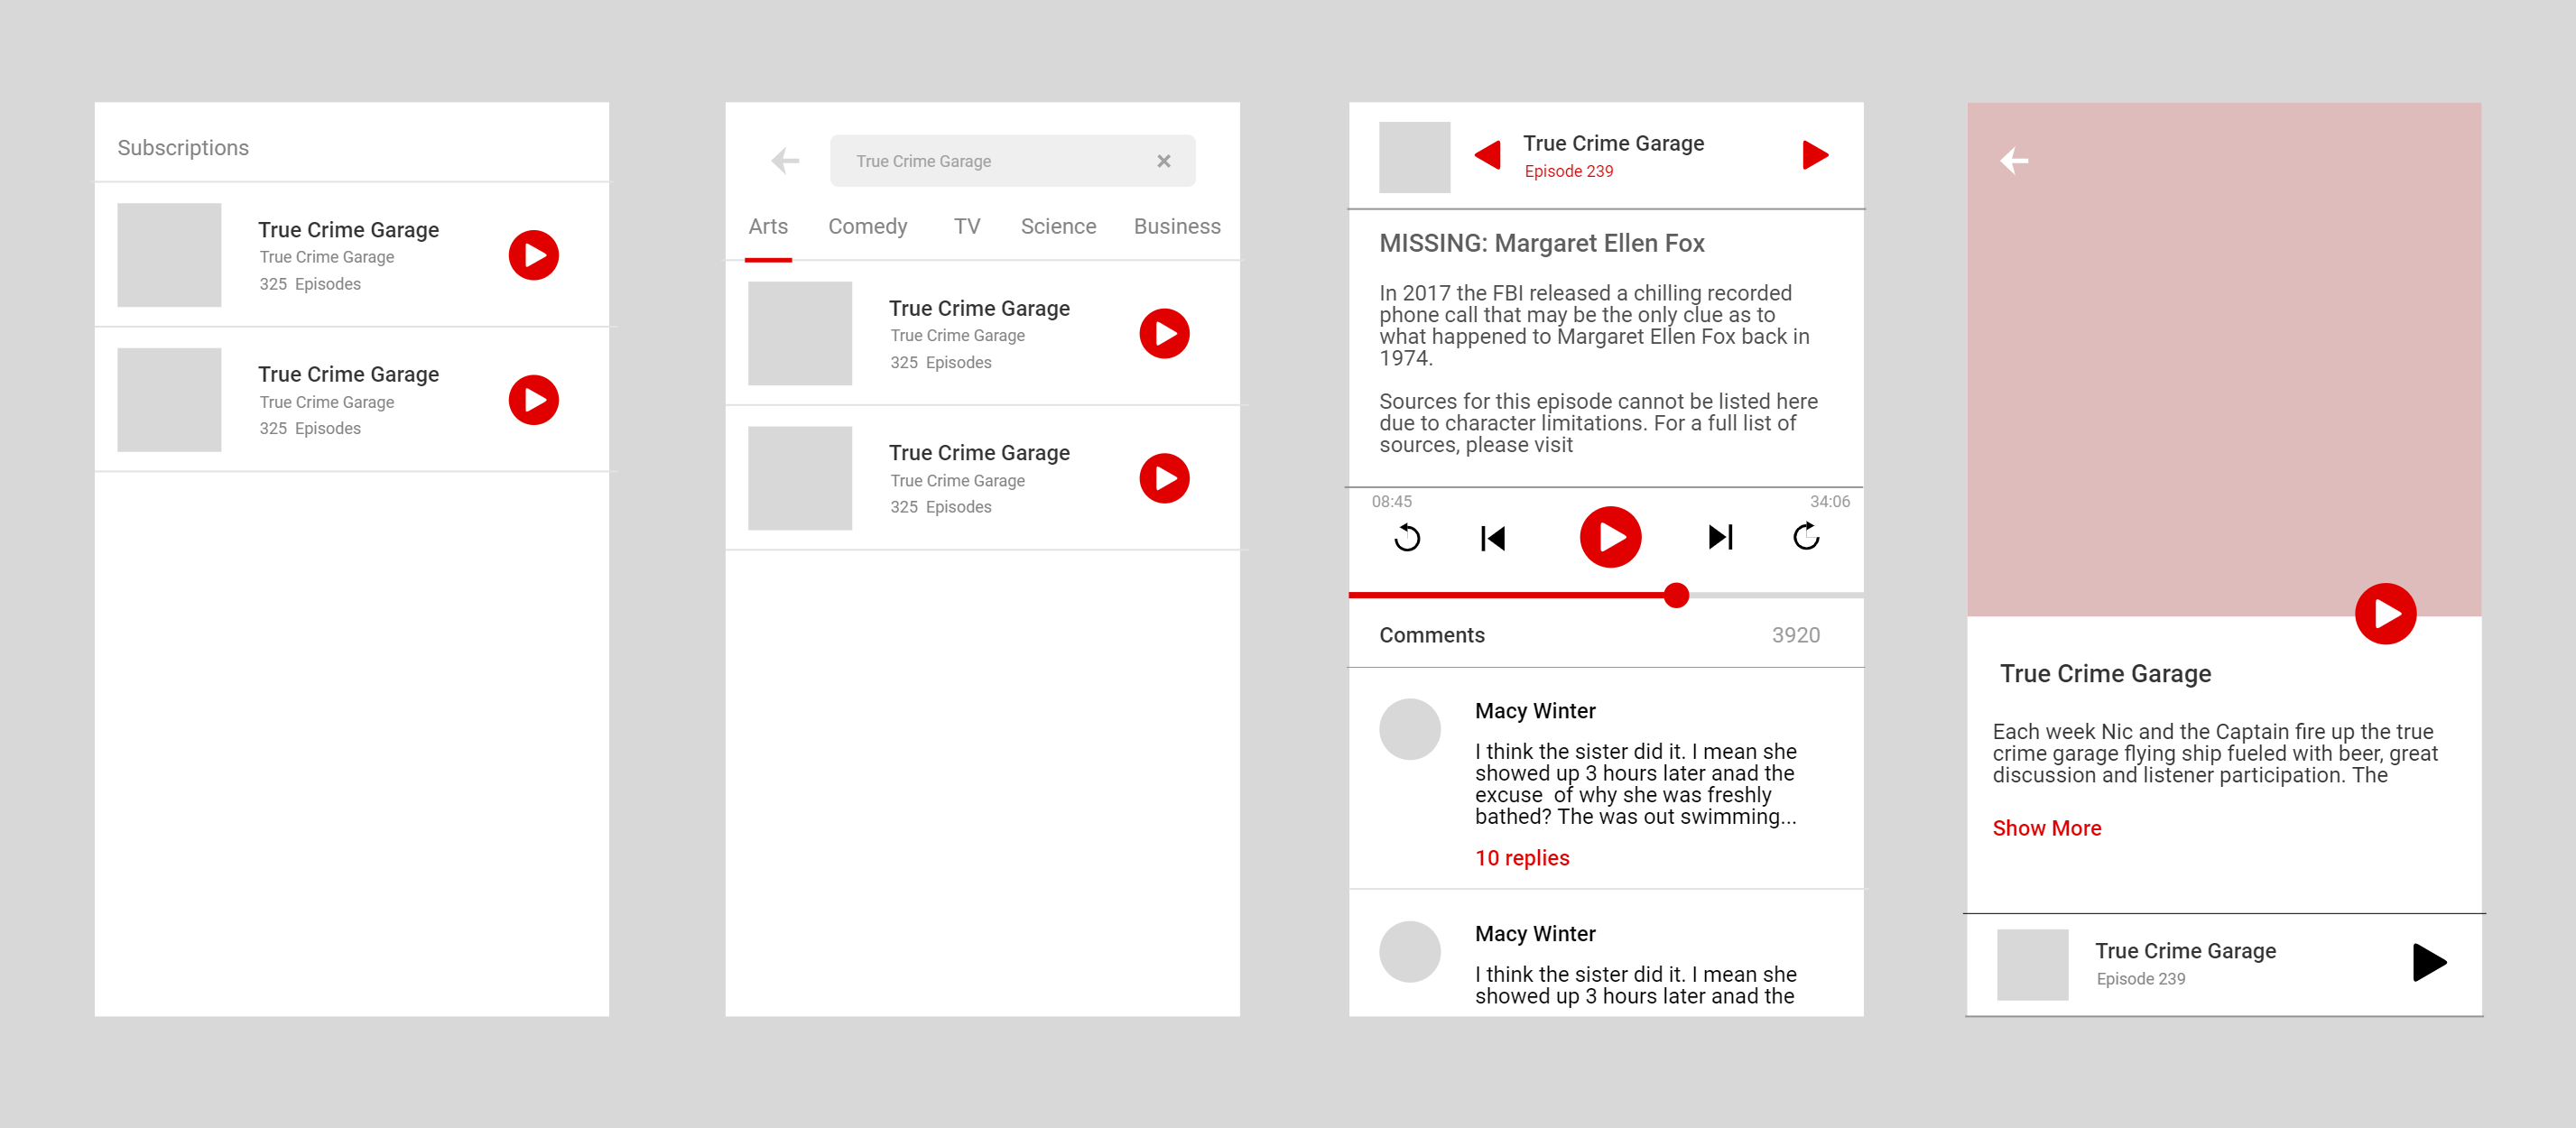 Subscriptions
True Crime Garage
True Crime Garage
325 Episodes
True Crime Garage
True Crime Garage
325 Episodes
True Crime Garage
Arts Comedy TV Science Business
True Crime Garage
True Crime Garage
325 Episodes
True Crime Garage
True Crime Garage
325 Episodes
True Crime Garage
Episode 239
MISSING: Margaret Ellen Fox
In 2017 the FBI released a chilling recorded
phone call that may be the only clue as to
what happened to Margaret Ellen Fox back in
1974.
Sources for this episode cannot be listed here
due to character limitations. For a full list of
sources, please visit
08:45 34:06
Comments 3920
Macy Winter
I think the sister did it. I mean she
showed up 3 hours later anad the
excuse of why she was freshly
bathed? The was out swimming...
10 replies
Macy Winter
I think the sister did it. I mean she
showed up 3 hours later anad the
True Crime Garage
Each week Nic and the Captain fire up the true
crime garage flying ship fueled with beer, great
discussion and listener participation. The
Show More
True Crime Garage
Episode 239